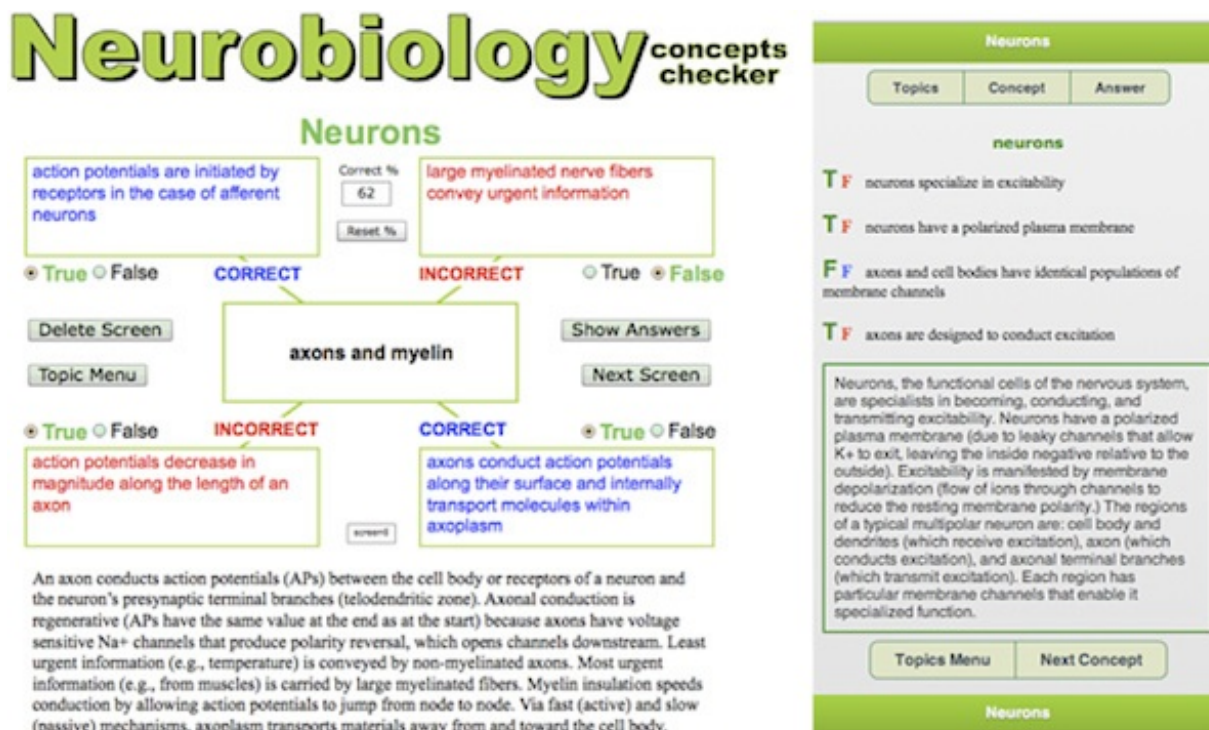 Neurobiology concepts
checker
Neurons
action potentials are initiated by
receptors in the case of afferent
neurons
Correct %
62
Reset %
large myelinated nerve fibers
convey urgent information
True False CORRECT
INCORRECT True False
Delete Screen
Show Answers
axons and myelin
Topic Menu
Next Screen
True False INCORRECT
CORRECT True False
action potentials decrease in
magnitude along the length of an
axon
axons conduct action potentials
along their surface and internally
transport molecules within
axoplasm
An axon conducts action potentials (APs) between the cell body or receptors of a neuron and
the neuron's presynaptic terminal branches (telodendritic zone). Axonal conduction is
regenerative (APs have the same value at the end as at the start) because axons have voltage
sensitive Na+ channels that produce polarity reversal, which opens channels downstream. Least
urgent information (e.g., temperature) is conveyed by non-myelinated axons. Most urgent
information (e.g., from muscles) is carried by large myelinated fibers. Myelin insulation speeds
conduction by allowing action potentials to jump from node to node. Via fast (active) and slow
(passive) mechanisms, axoplasm transports materials away from and toward the cell body.
Neurons
Topics Concept Answer
neurons
T F neurons specialize in excitability
T F neurons have a polarized plasma membrane
F F axons and cell bodies have identical populations of
membrane channels
T F axons are designed to conduct excitation
Neurons, the functional cells of the nervous system,
are specialists in becoming, conducting, and
transmitting excitability. Neurons have a polarized
plasma membrane (due to leaky channels that allow
K+ to exit, leaving the inside negative relative to the
outside). Excitability is manifested by membrane
depolarization (flow of ions through channels to
reduce the resting membrane polarity.) The regions
of a typical multipolar neuron are: cell body and
dendrites (which receive excitation), axon (which
conducts excitation), and axonal terminal branches
(which transmit excitation). Each region has
particular membrane channels that enable it
specialized function.
Topics Menu Next Concept
Neurons